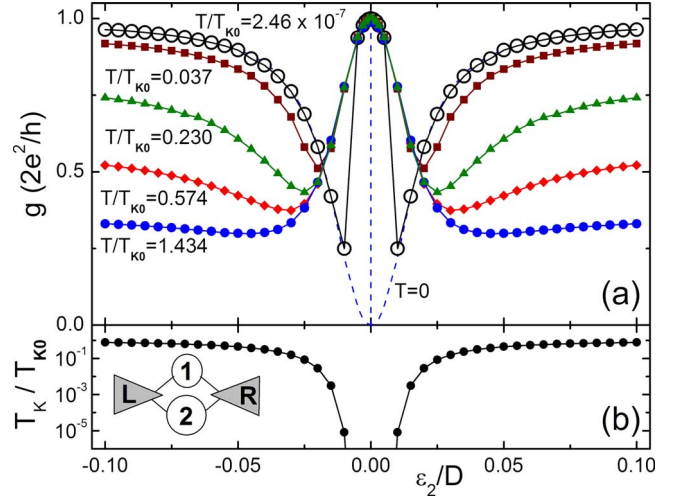 1.0
T/T_K0=2.46 x 10^-7
T/T_K0=0.037
T/T_K0=0.230
0.5
T/T_K0=0.574
T/T_K0=1.434
T=0
(a)
0.0
g (2e²/h)
10^-1
10^-3
10^-5
T_K / T_K0
L
1
2
R
(b)
-0.10
-0.05
0.00
0.05
0.10
ε₂/D